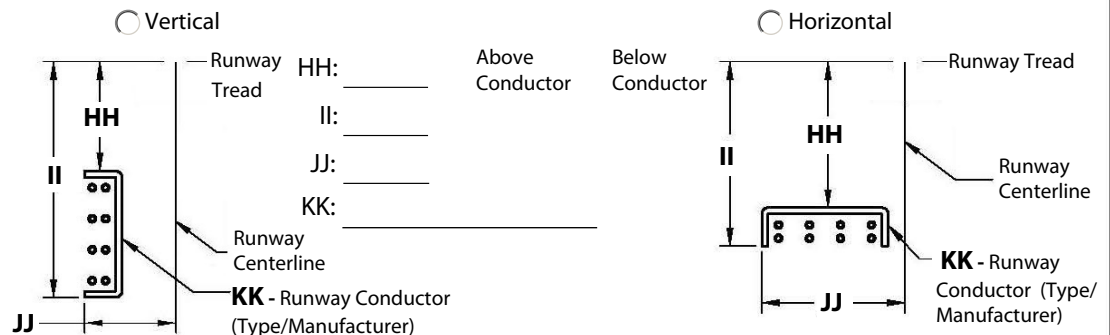 Vertical
Horizontal
Runway
Tread
HH:
Above
Conductor
Below
Conductor
Runway Tread
HH
II
II:
JJ:
KK:
Runway
Centerline
KK - Runway Conductor
(Type/Manufacturer)
JJ
HH
II
Runway
Centerline
KK - Runway
Conductor (Type/
Manufacturer)
JJ